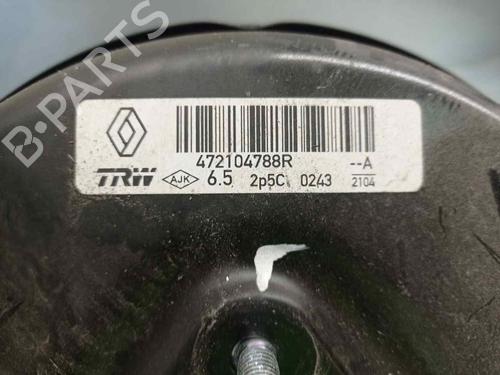 B-PARTS
472104788R --A
TRW AJK 6.5 2p5C 0243 2104